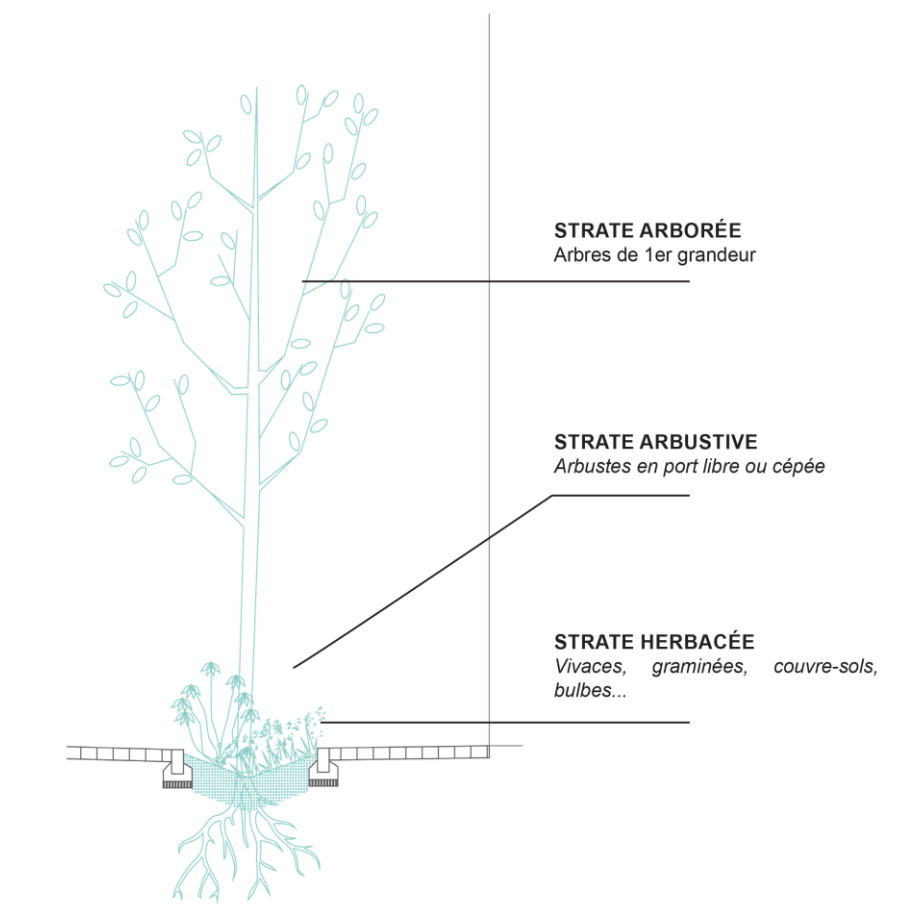 STRATE ARBORÉE
Arbres de 1er grandeur
STRATE ARBUSTIVE
Arbustes en port libre ou cépée
STRATE HERBACÉE
Vivaces, graminées, couvre-sols,
bulbes...